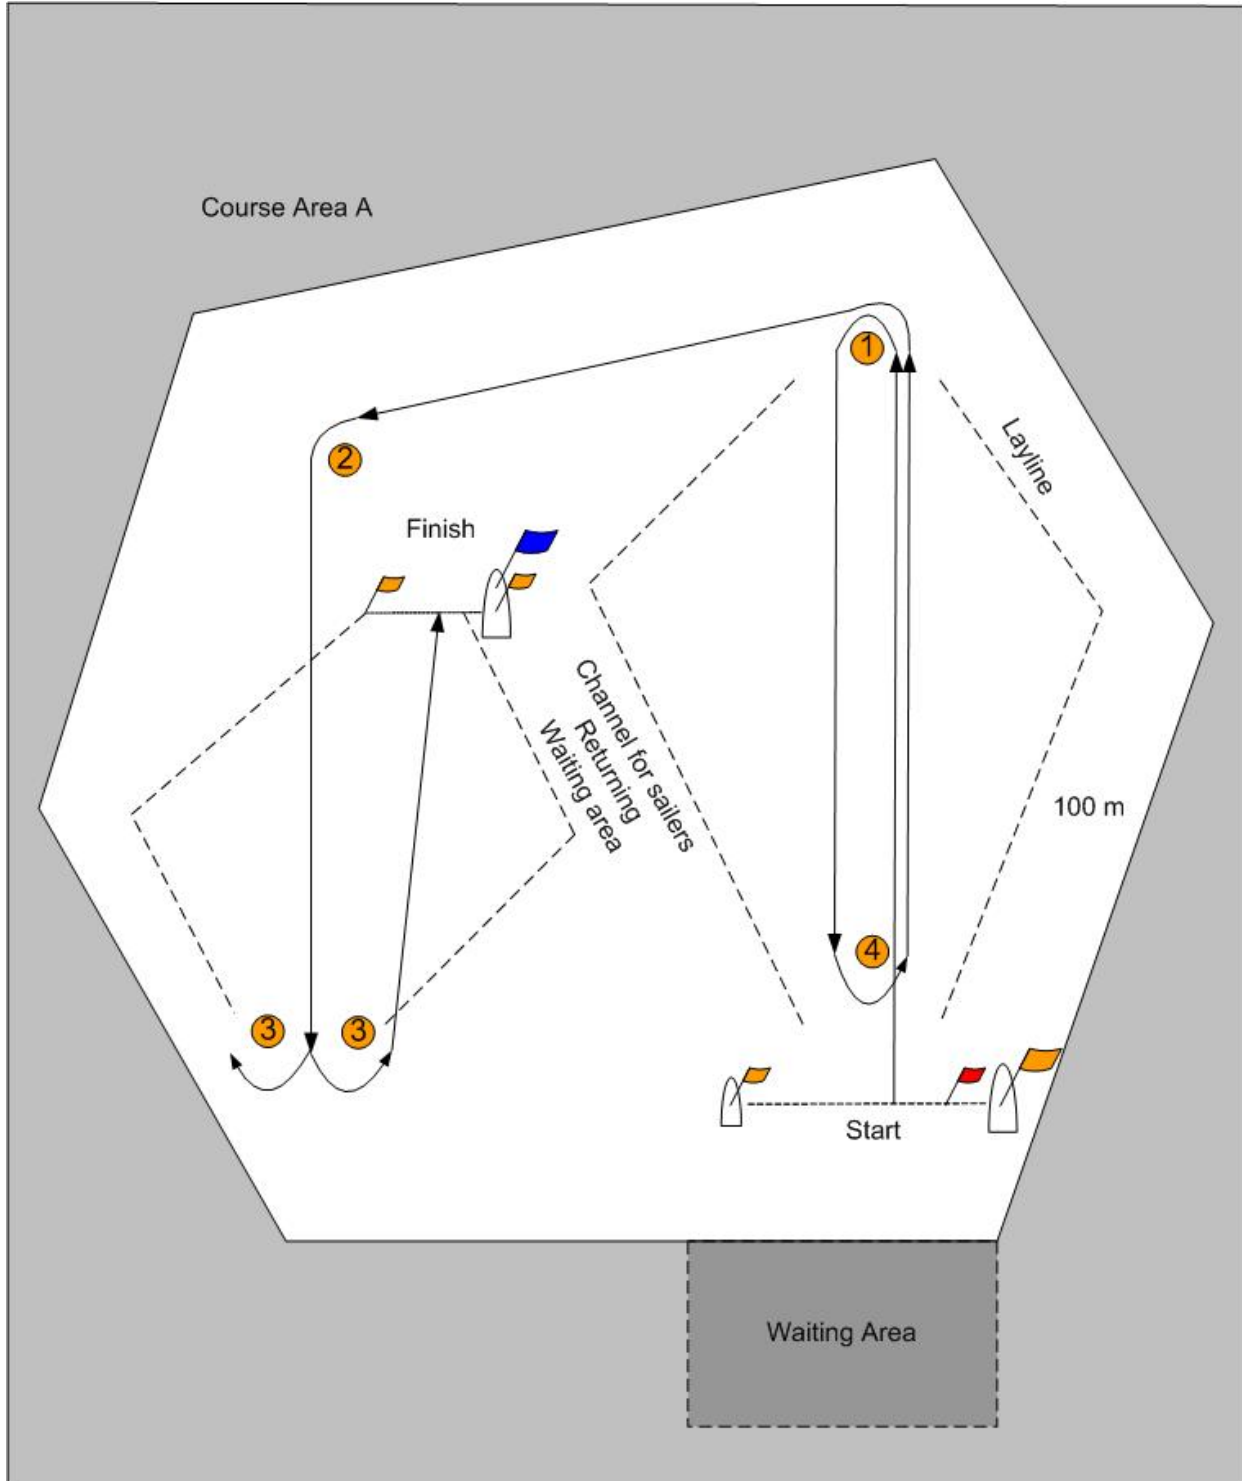 Course Area A
1
Layline
2
Finish
Channel for sailers
Returning
Waiting area
100 m
4
3
3
Start
Waiting Area